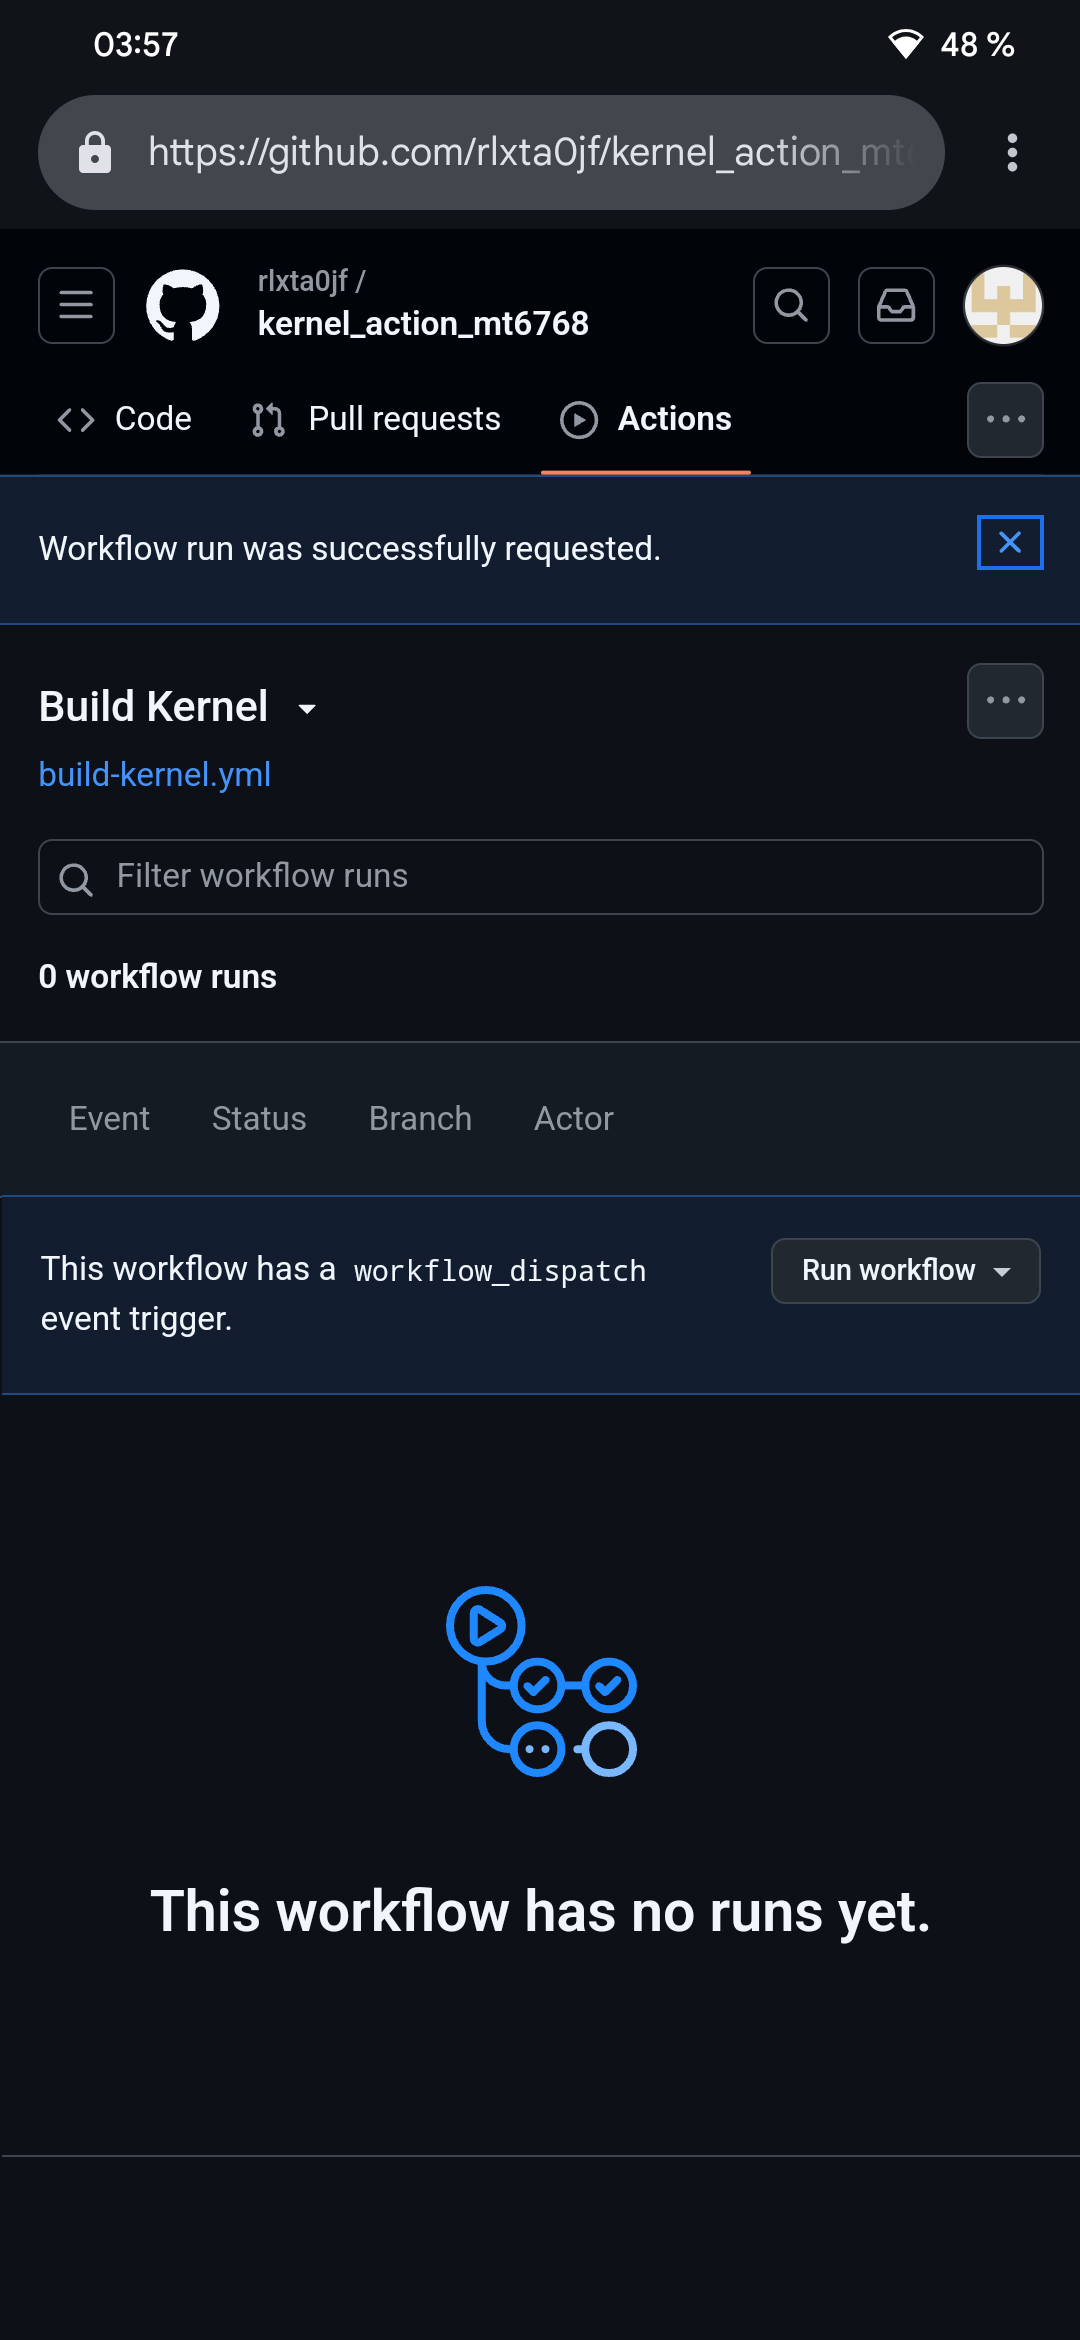 03:57
48 %
https://github.com/rlxta0jf/kernel_action_mt
rlxta0jf /
kernel_action_mt6768
Code
Pull requests
Actions
Workflow run was successfully requested.
Build Kernel
build-kernel.yml
Filter workflow runs
0 workflow runs
Event Status Branch Actor
This workflow has a workflow_dispatch
event trigger.
Run workflow
This workflow has no runs yet.